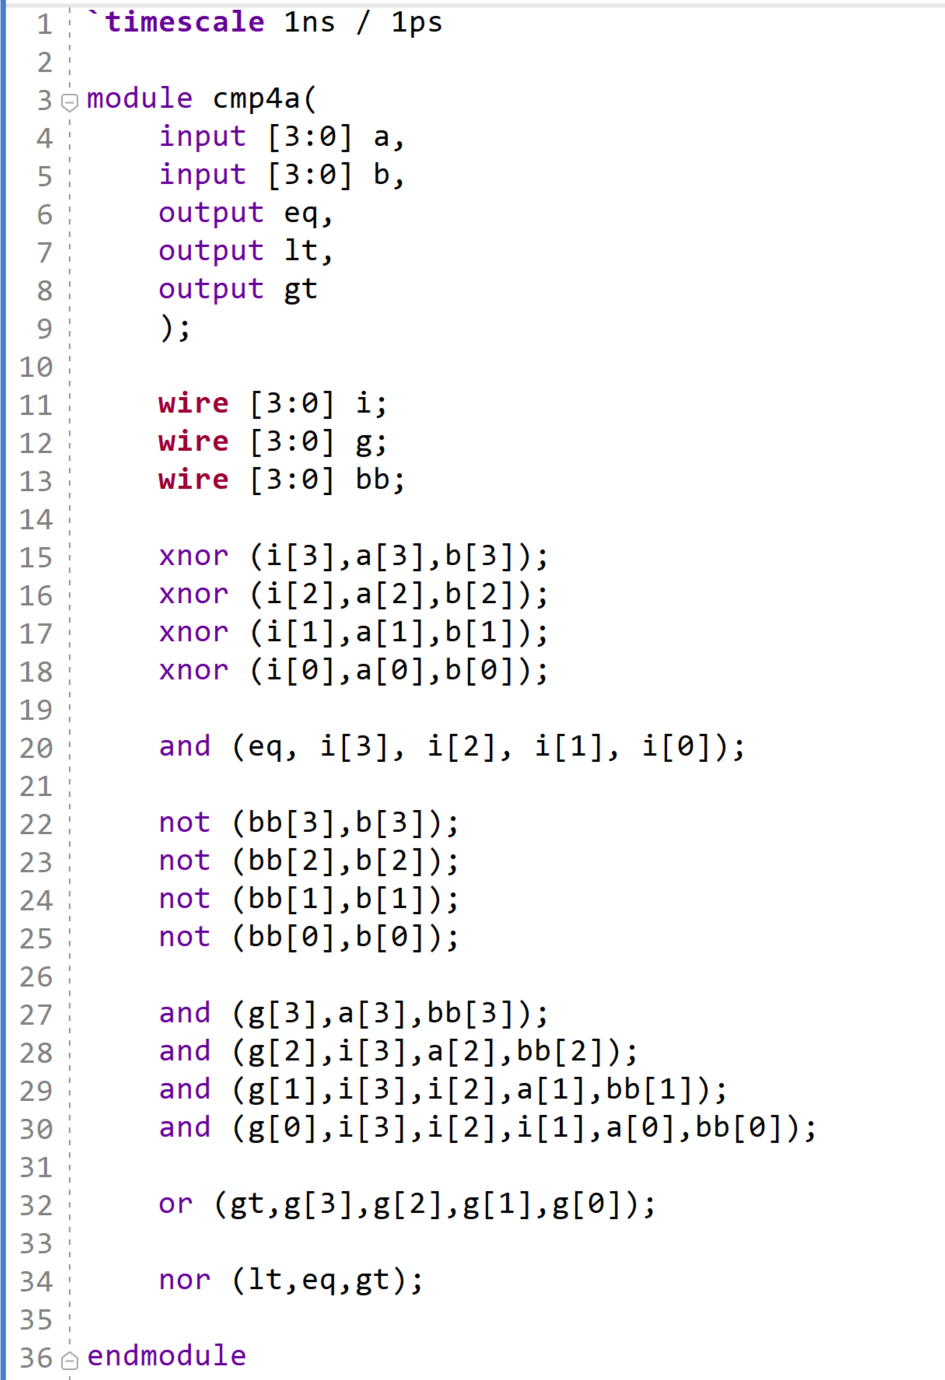 1 `timescale 1ns / 1ps
2
3 module cmp4a(
4     input [3:0] a,
5     input [3:0] b,
6     output eq,
7     output lt,
8     output gt
9     );
10
11     wire [3:0] i;
12     wire [3:0] g;
13     wire [3:0] bb;
14
15     xnor (i[3],a[3],b[3]);
16     xnor (i[2],a[2],b[2]);
17     xnor (i[1],a[1],b[1]);
18     xnor (i[0],a[0],b[0]);
19
20     and (eq, i[3], i[2], i[1], i[0]);
21
22     not (bb[3],b[3]);
23     not (bb[2],b[2]);
24     not (bb[1],b[1]);
25     not (bb[0],b[0]);
26
27     and (g[3],a[3],bb[3]);
28     and (g[2],i[3],a[2],bb[2]);
29     and (g[1],i[3],i[2],a[1],bb[1]);
30     and (g[0],i[3],i[2],i[1],a[0],bb[0]);
31
32     or (gt,g[3],g[2],g[1],g[0]);
33
34     nor (lt,eq,gt);
35
36 endmodule